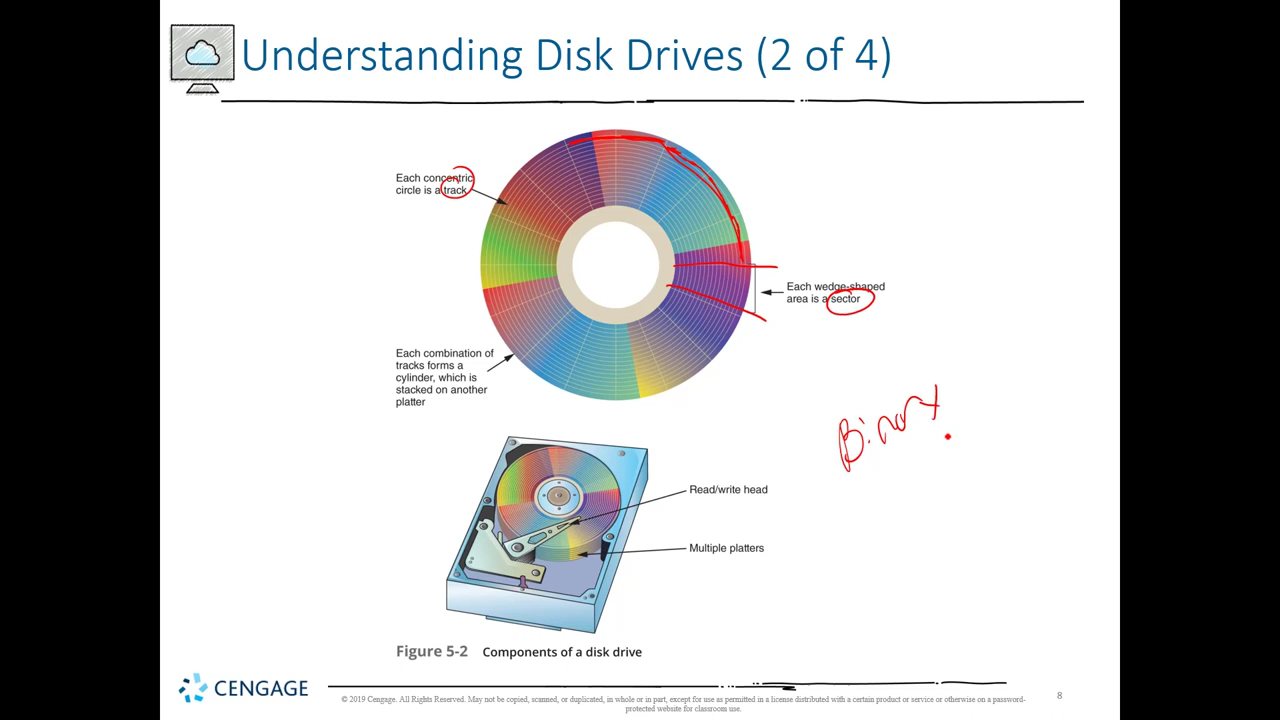 Understanding Disk Drives (2 of 4)
Each concentric
circle is a track
Each wedge-shaped
area is a sector
Each combination of
tracks forms a
cylinder, which is
stacked on another
platter
Binary
Read/write head
Multiple platters
Figure 5-2 Components of a disk drive
CENGAGE
© 2019 Cengage. All Rights Reserved. May not be copied, scanned, or duplicated, in whole or in part, except for use as permitted in a license distributed with a certain product or service or otherwise on a password-
protected website for classroom use.
8